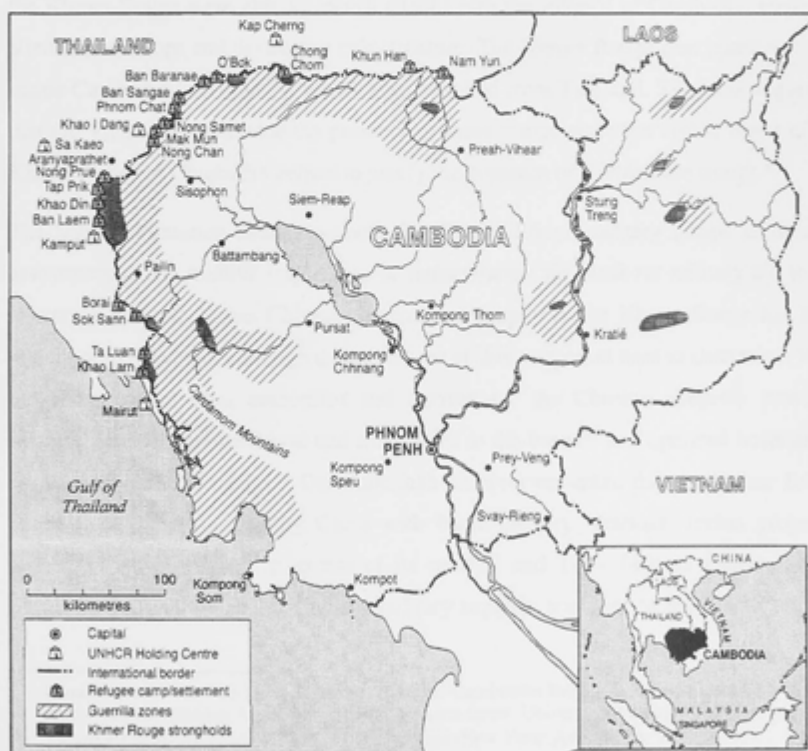 Kap Cherng
THAILAND
LAOS
O'Bok
Chong
Chom
Khun Han
Nam Yun
Ban Baranae
Ban Sangae
Phnom Chat
Khao I Dang
Nong Samet
Mak Mun
Nong Chan
Sa Kaeo
Aranyaprathet
Nong Prue
Tap Prik
Khao Din
Ban Laem
Kamput
Preah-Vihear
Sisophon
Siem-Reap
Stung
Treng
CAMBODIA
Battambang
Pailin
Borai
Sok Sann
Pursat
Kompong Thom
Kratié
Kompong
Chhnang
Ta Luan
Khao Larn
Mairut
Cardamom Mountains
PHNOM
PENH
Prey-Veng
Kompong
Speu
VIETNAM
Gulf of
Thailand
Svay-Rieng
0 100
kilometres
Kompong
Som
Kompot
Capital
UNHCR Holding Centre
International border
Refugee camp/settlement
Guerrilla zones
Khmer Rouge strongholds
CHINA
THAILAND
VIETNAM
CAMBODIA
MALAYSIA
SINGAPORE